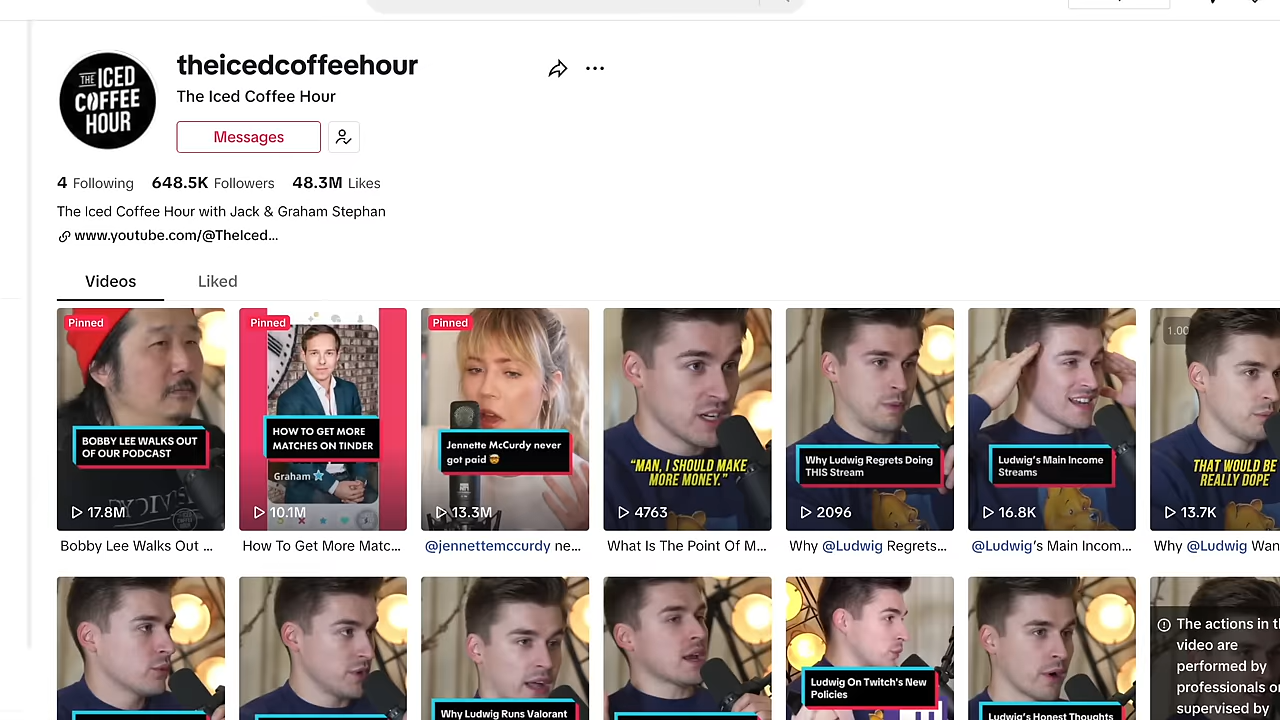 THE ICED
COFFEE
HOUR
theicedcoffeehour
The Iced Coffee Hour
Messages
4 Following 648.5K Followers 48.3M Likes
The Iced Coffee Hour with Jack & Graham Stephan
www.youtube.com/@TheIced...
Videos Liked
Pinned
BOBBY LEE WALKS OUT
OF OUR PODCAST
17.8M
Bobby Lee Walks Out ...
Pinned
HOW TO GET MORE
MATCHES ON TINDER
Graham
10.1M
How To Get More Matc...
Pinned
Jennette McCurdy never
got paid 🤯
13.3M
@jennettemccurdy ne...
“MAN, I SHOULD MAKE
MORE MONEY.”
4763
What Is The Point Of M...
Why Ludwig Regrets Doing
THIS Stream
2096
Why @Ludwig Regrets...
Ludwig’s Main Income
Streams
16.8K
@Ludwig’s Main Incom...
1.00
THAT WOULD BE
REALLY DOPE
13.7K
Why @Ludwig Wan
Why Ludwig Runs Valorant
Ludwig On Twitch's New
Policies
Ludwig’s Honest Thoughts
The actions in th
video are
performed by
professionals or
supervised by